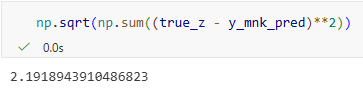 np.sqrt(np.sum((true_z - y_mnk_pred)**2))
0.0s
2.1918943910486823